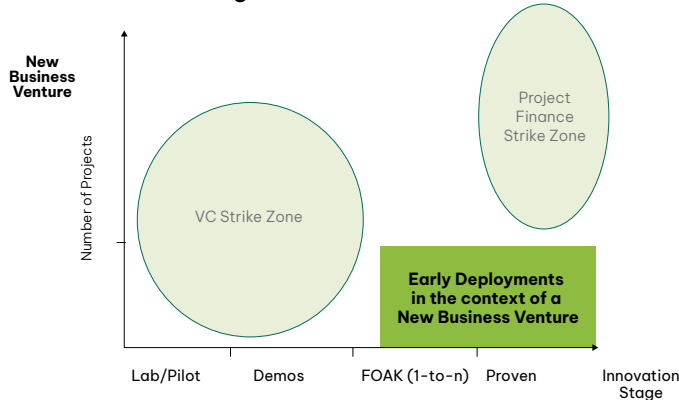 New
Business
Venture
Number of Projects
Project
Finance
Strike Zone
VC Strike Zone
Early Deployments
in the context of a
New Business Venture
Lab/Pilot
Demos
FOAK (1-to-n)
Proven
Innovation
Stage